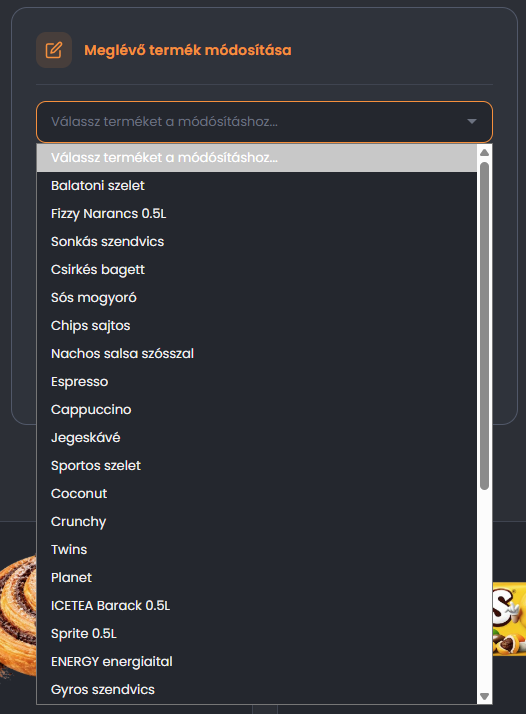 Meglévő termék módosítása
Válassz terméket a módósításhoz...
Válassz terméket a módósításhoz...
Balatoni szelet
Fizzy Narancs 0.5L
Sonkás szendvics
Csirkés bagett
Sós mogyoró
Chips sajtos
Nachos salsa szósszal
Espresso
Cappuccino
Jegeskávé
Sportos szelet
Coconut
Crunchy
Twins
Planet
ICETEA Barack 0.5L
Sprite 0.5L
ENERGY energiaital
Gyros szendvics